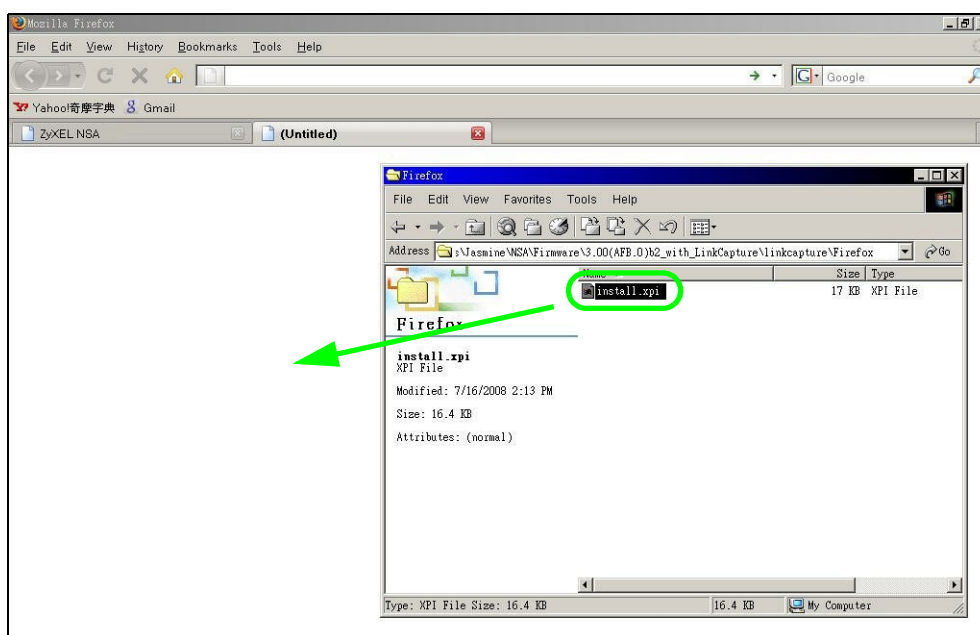 Mozilla Firefox
File Edit View History Bookmarks Tools Help
G Google
Yahoo!奇摩字典 Gmail
ZyXEL NSA (Untitled)
Firefox
File Edit View Favorites Tools Help
Address :\Jasmine\NSA\Firmware\3.00(AFB.0)b2_with_LinkCapture\linkcapture\Firefox Go
Name Size Type
install.xpi 17 KB XPI File
Firefox
install.xpi
XPI File
Modified: 7/16/2008 2:13 PM
Size: 16.4 KB
Attributes: (normal)
Type: XPI File Size: 16.4 KB 16.4 KB My Computer